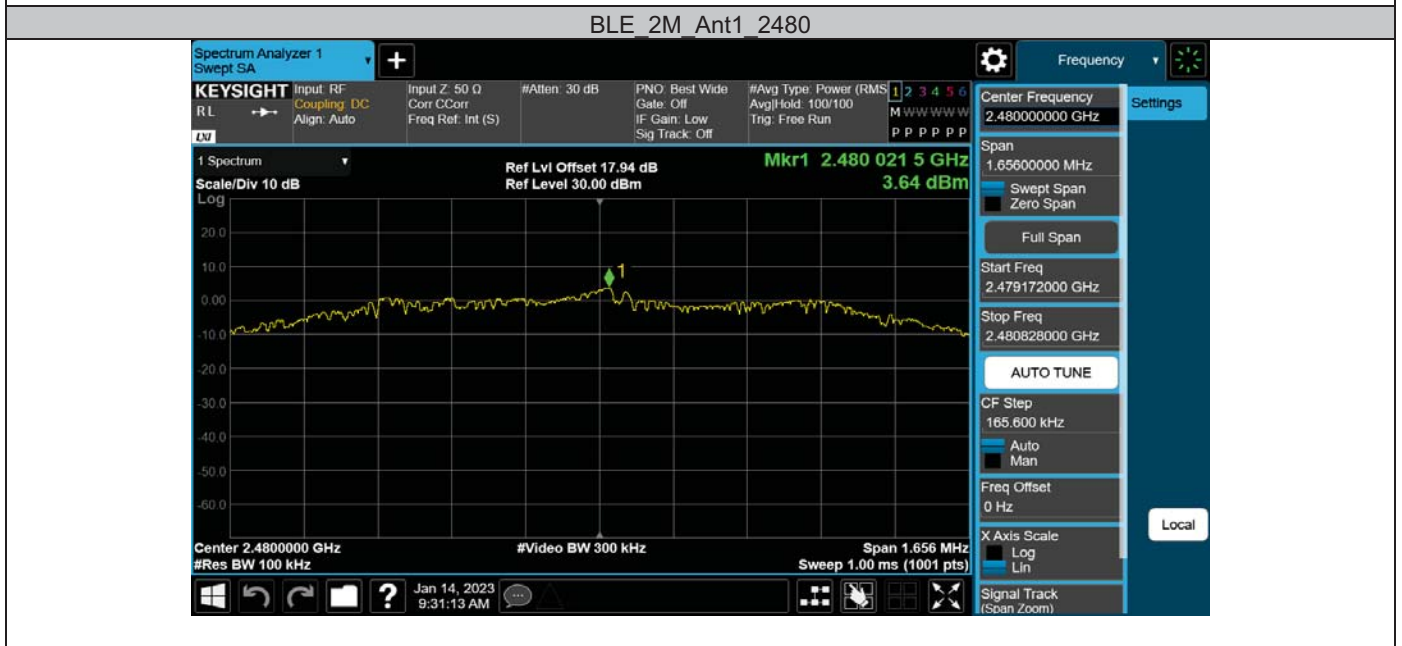 BLE_2M_Ant1_2480
Spectrum Analyzer 1
Swept SA
+
Frequency
KEYSIGHT
RL
LXI
Input: RF
Coupling: DC
Align: Auto
Input Z: 50 Ω
Corr CCorr
Freq Ref: Int (S)
#Atten: 30 dB
PNO: Best Wide
Gate: Off
IF Gain: Low
Sig Track: Off
#Avg Type: Power (RMS
Avg|Hold: 100/100
Trig: Free Run
1 2 3 4 5 6
M W W W W W
P P P P P P
1 Spectrum
Scale/Div 10 dB
Log
Ref Lvl Offset 17.94 dB
Ref Level 30.00 dBm
Mkr1 2.480 021 5 GHz
3.64 dBm
20.0
10.0
0.00
-10.0
-20.0
-30.0
-40.0
-50.0
-60.0
1
Center 2.4800000 GHz
#Res BW 100 kHz
#Video BW 300 kHz
Span 1.656 MHz
Sweep 1.00 ms (1001 pts)
?
Jan 14, 2023
9:31:13 AM
Center Frequency
2.480000000 GHz
Span
1.65600000 MHz
Swept Span
Zero Span
Full Span
Start Freq
2.479172000 GHz
Stop Freq
2.480828000 GHz
AUTO TUNE
CF Step
165.600 kHz
Auto
Man
Freq Offset
0 Hz
X Axis Scale
Log
Lin
Signal Track
(Span Zoom)
Settings
Local